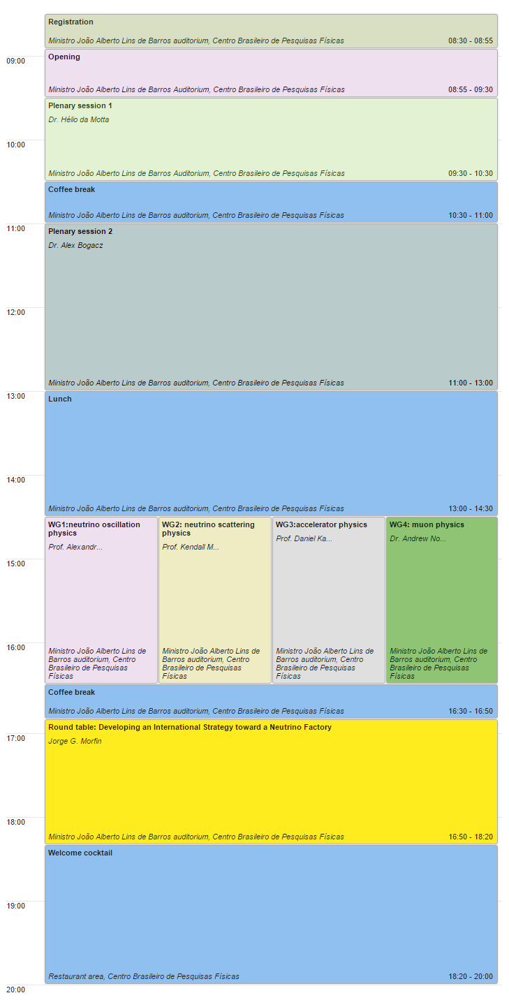 Registration
Ministro João Alberto Lins de Barros auditorium, Centro Brasileiro de Pesquisas Físicas 08:30 - 08:55
09:00
Opening
Ministro João Alberto Lins de Barros Auditorium, Centro Brasileiro de Pesquisas Físicas 08:55 - 09:30
Plenary session 1
Dr. Hélio da Motta
10:00
Ministro João Alberto Lins de Barros Auditorium, Centro Brasileiro de Pesquisas Físicas 09:30 - 10:30
Coffee break
Ministro João Alberto Lins de Barros auditorium, Centro Brasileiro de Pesquisas Físicas 10:30 - 11:00
11:00
Plenary session 2
Dr. Alex Bogacz
12:00
Ministro João Alberto Lins de Barros auditorium, Centro Brasileiro de Pesquisas Físicas 11:00 - 13:00
13:00
Lunch
14:00
Ministro João Alberto Lins de Barros auditorium, Centro Brasileiro de Pesquisas Físicas 13:00 - 14:30
WG1:neutrino oscillation
physics
Prof. Alexandr...
Ministro João Alberto Lins de
Barros auditorium, Centro
Brasileiro de Pesquisas
Físicas
WG2: neutrino scattering
physics
Prof. Kendall M...
Ministro João Alberto Lins de
Barros auditorium, Centro
Brasileiro de Pesquisas
Físicas
WG3:accelerator physics
Prof. Daniel Ka...
Ministro João Alberto Lins de
Barros auditorium, Centro
Brasileiro de Pesquisas
Físicas
WG4: muon physics
Dr. Andrew No...
Ministro João Alberto Lins de
Barros auditorium, Centro
Brasileiro de Pesquisas
Físicas
15:00
16:00
Coffee break
Ministro João Alberto Lins de Barros auditorium, Centro Brasileiro de Pesquisas Físicas 16:30 - 16:50
Round table: Developing an International Strategy toward a Neutrino Factory
17:00
Jorge G. Morfin
18:00
Ministro João Alberto Lins de Barros auditorium, Centro Brasileiro de Pesquisas Físicas 16:50 - 18:20
Welcome cocktail
19:00
Restaurant area, Centro Brasileiro de Pesquisas Físicas 18:20 - 20:00
20:00